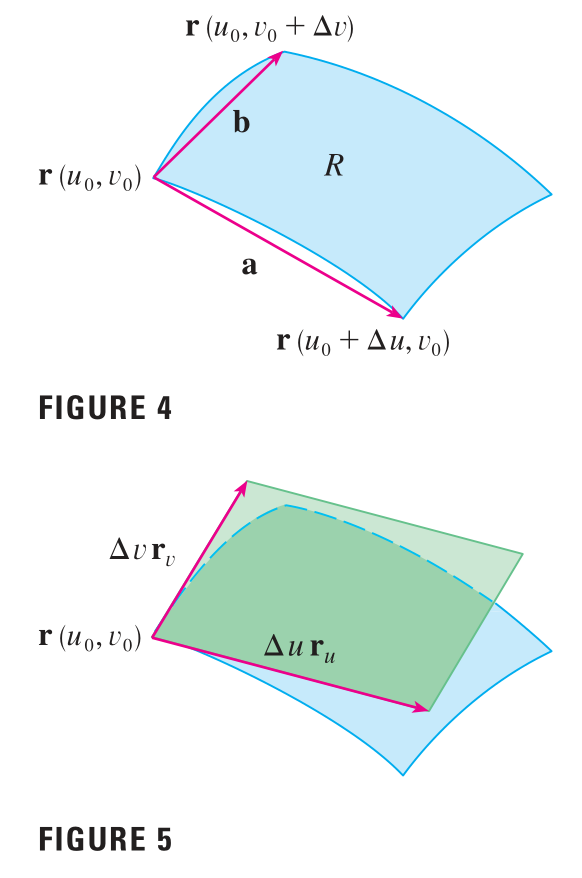 r (u₀, v₀ + Δv)
b
R
r (u₀, v₀)
a
r (u₀ + Δu, v₀)
FIGURE 4
Δv rᵥ
r (u₀, v₀)
Δu rᵤ
FIGURE 5